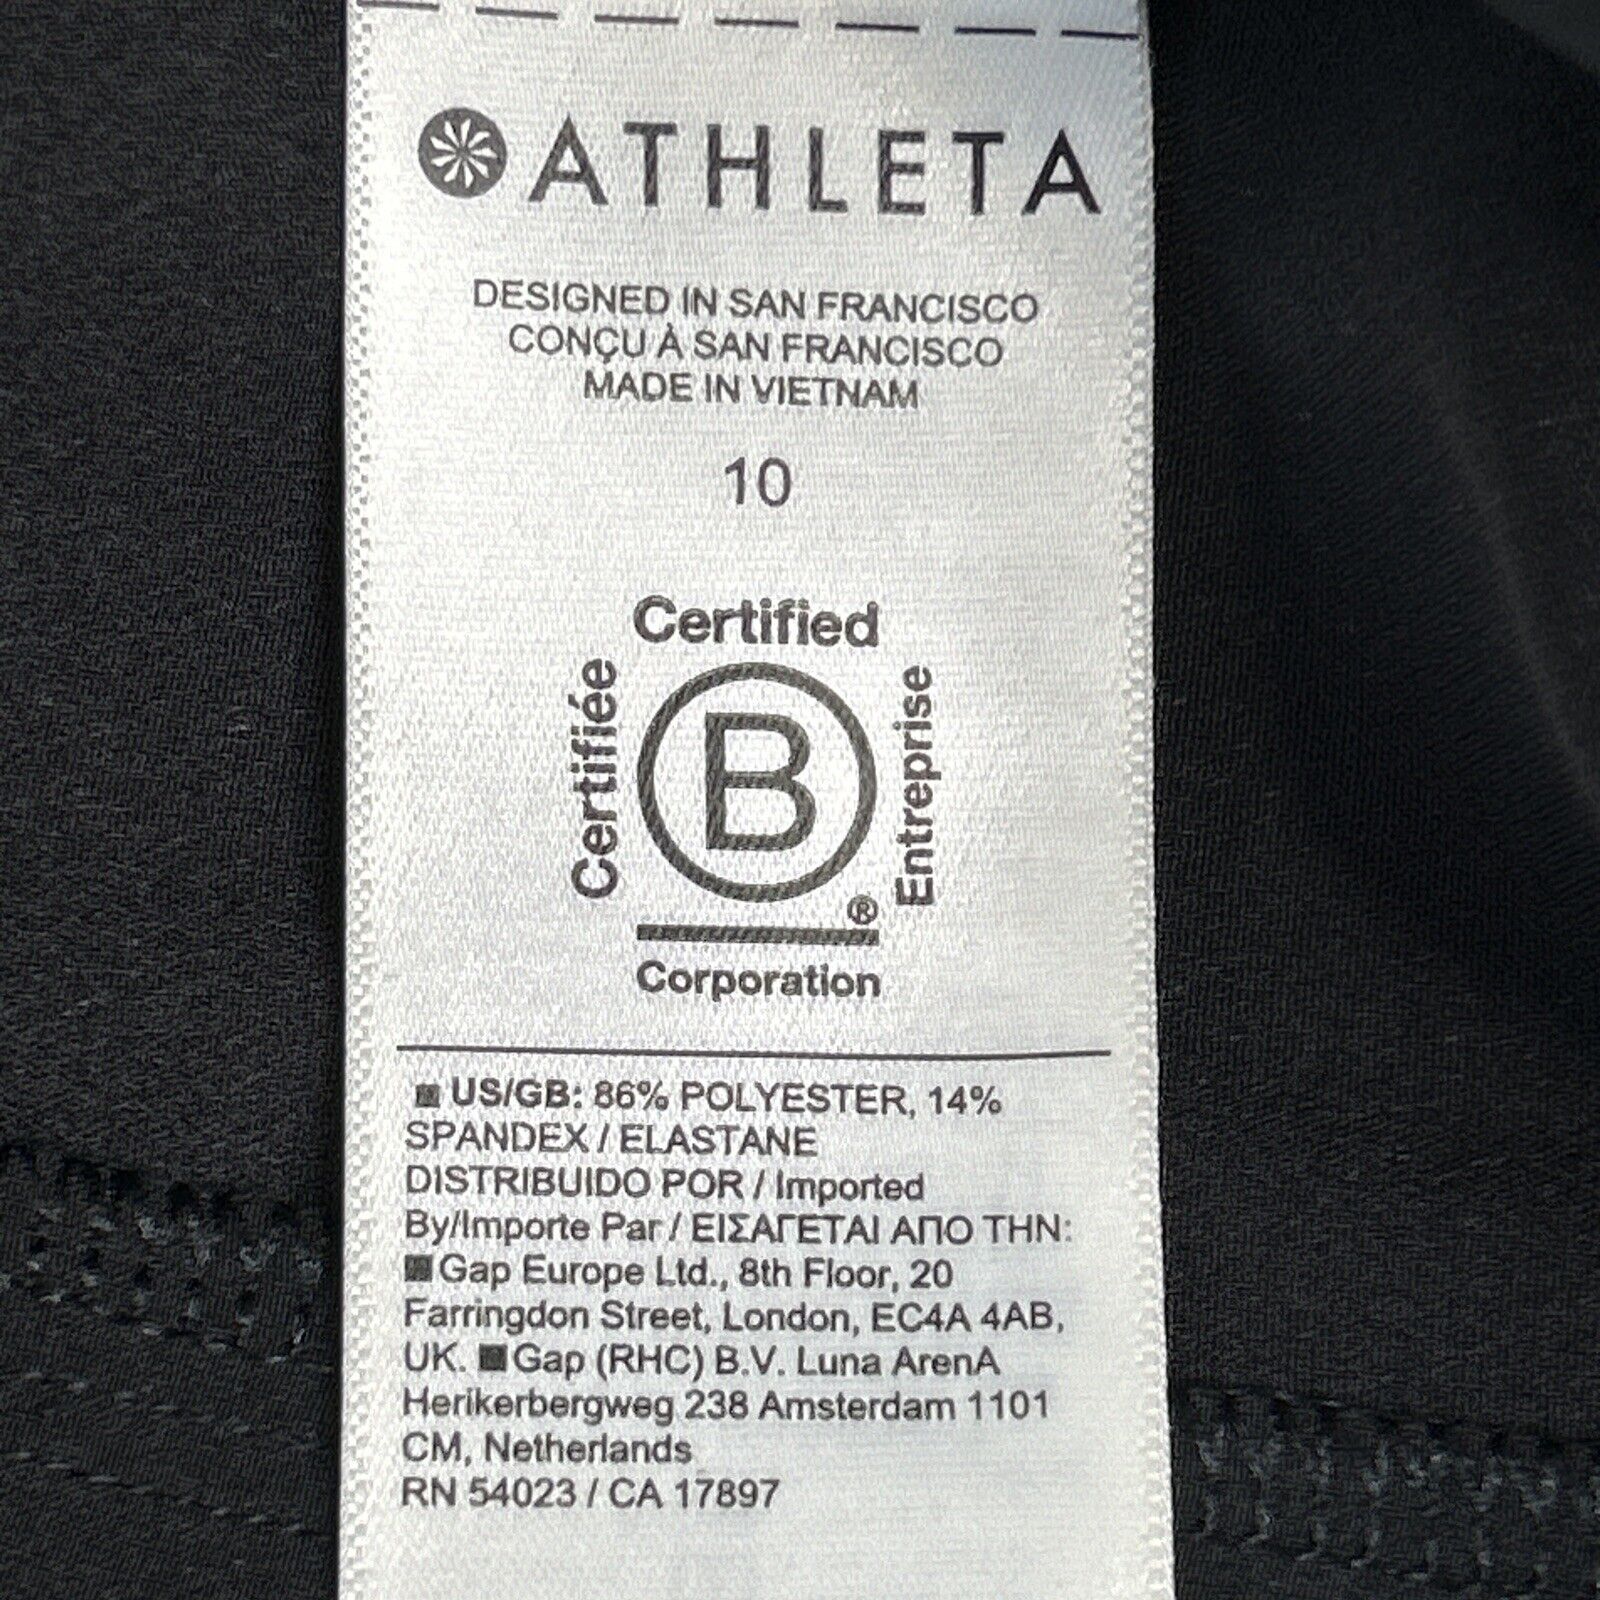 ATHLETA
DESIGNED IN SAN FRANCISCO
CONÇU À SAN FRANCISCO
MADE IN VIETNAM
10
Certified
Certifiée
B
Entreprise
®
Corporation
US/GB: 86% POLYESTER, 14%
SPANDEX / ELASTANE
DISTRIBUIDO POR / Imported
By/Importe Par / ΕΙΣΑΓΕΤΑΙ ΑΠΟ ΤΗΝ:
Gap Europe Ltd., 8th Floor, 20
Farringdon Street, London, EC4A 4AB,
UK. Gap (RHC) B.V. Luna ArenA
Herikerbergweg 238 Amsterdam 1101
CM, Netherlands
RN 54023 / CA 17897